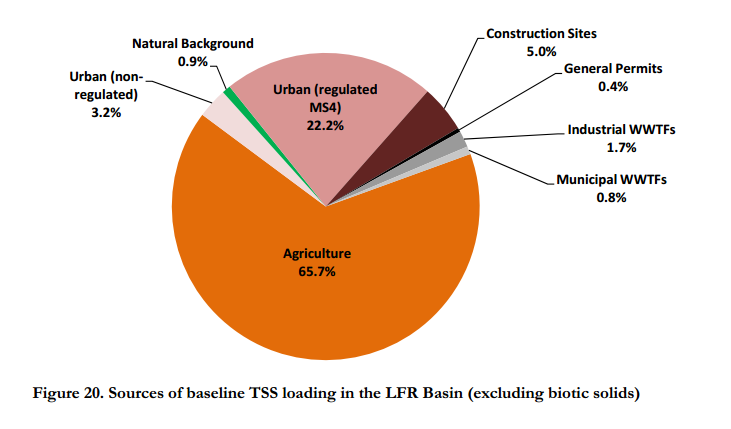 Construction Sites
5.0%
Natural Background
0.9%
General Permits
0.4%
Urban (non-
regulated)
3.2%
Urban (regulated
MS4)
22.2%
Industrial WWTFs
1.7%
Municipal WWTFs
0.8%
Agriculture
65.7%
Figure 20. Sources of baseline TSS loading in the LFR Basin (excluding biotic solids)